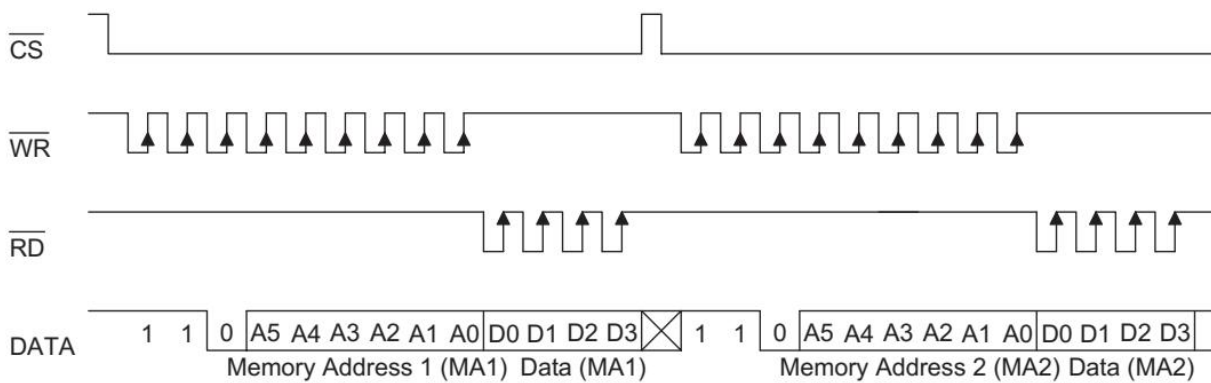 CS
WR
RD
DATA 1 1 0 A5 A4 A3 A2 A1 A0 D0 D1 D2 D3 1 1 0 A5 A4 A3 A2 A1 A0 D0 D1 D2 D3
Memory Address 1 (MA1) Data (MA1) Memory Address 2 (MA2) Data (MA2)